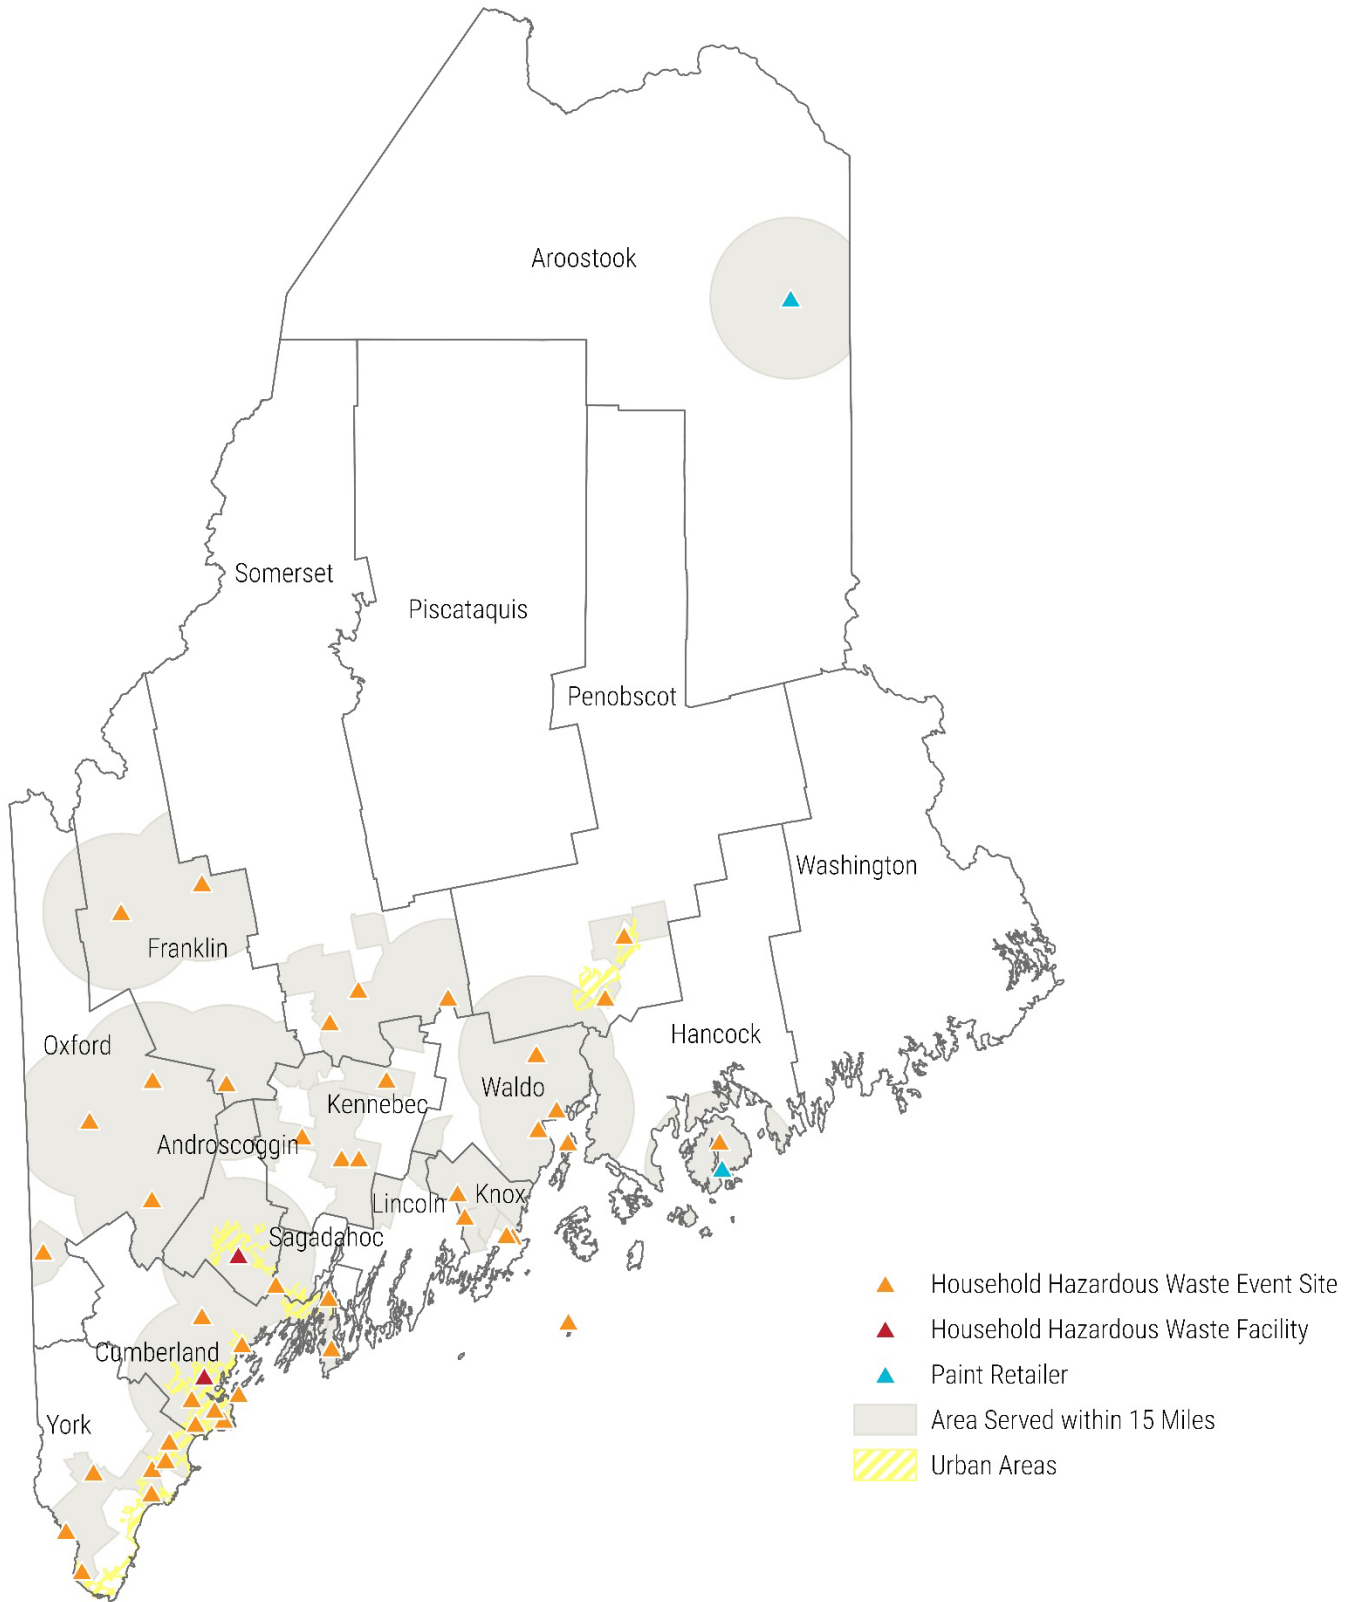 Aroostook
Somerset
Piscataquis
Penobscot
Washington
Franklin
Hancock
Oxford
Waldo
Kennebec
Androscoggin
Lincoln
Knox
Sagadahoc
Cumberland
York
Household Hazardous Waste Event Site
Household Hazardous Waste Facility
Paint Retailer
Area Served within 15 Miles
Urban Areas